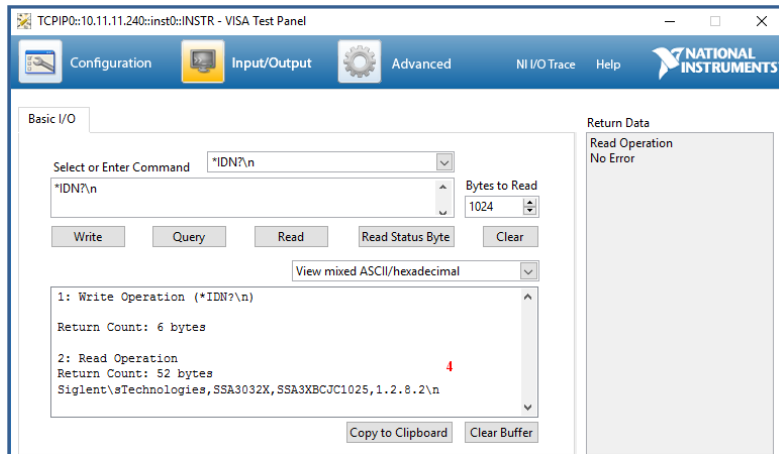 TCPIP0::10.11.11.240::inst0::INSTR - VISA Test Panel
Configuration Input/Output Advanced NI I/O Trace Help NATIONAL INSTRUMENTS
Basic I/O
Return Data
Read Operation
No Error
Select or Enter Command *IDN?\n
*IDN?\n
Bytes to Read
1024
Write Query Read Read Status Byte Clear
View mixed ASCII/hexadecimal
1: Write Operation (*IDN?\n)
Return Count: 6 bytes
2: Read Operation
4
Return Count: 52 bytes
Siglent\sTechnologies,SSA3032X,SSA3XBCJC1025,1.2.8.2\n
Copy to Clipboard Clear Buffer